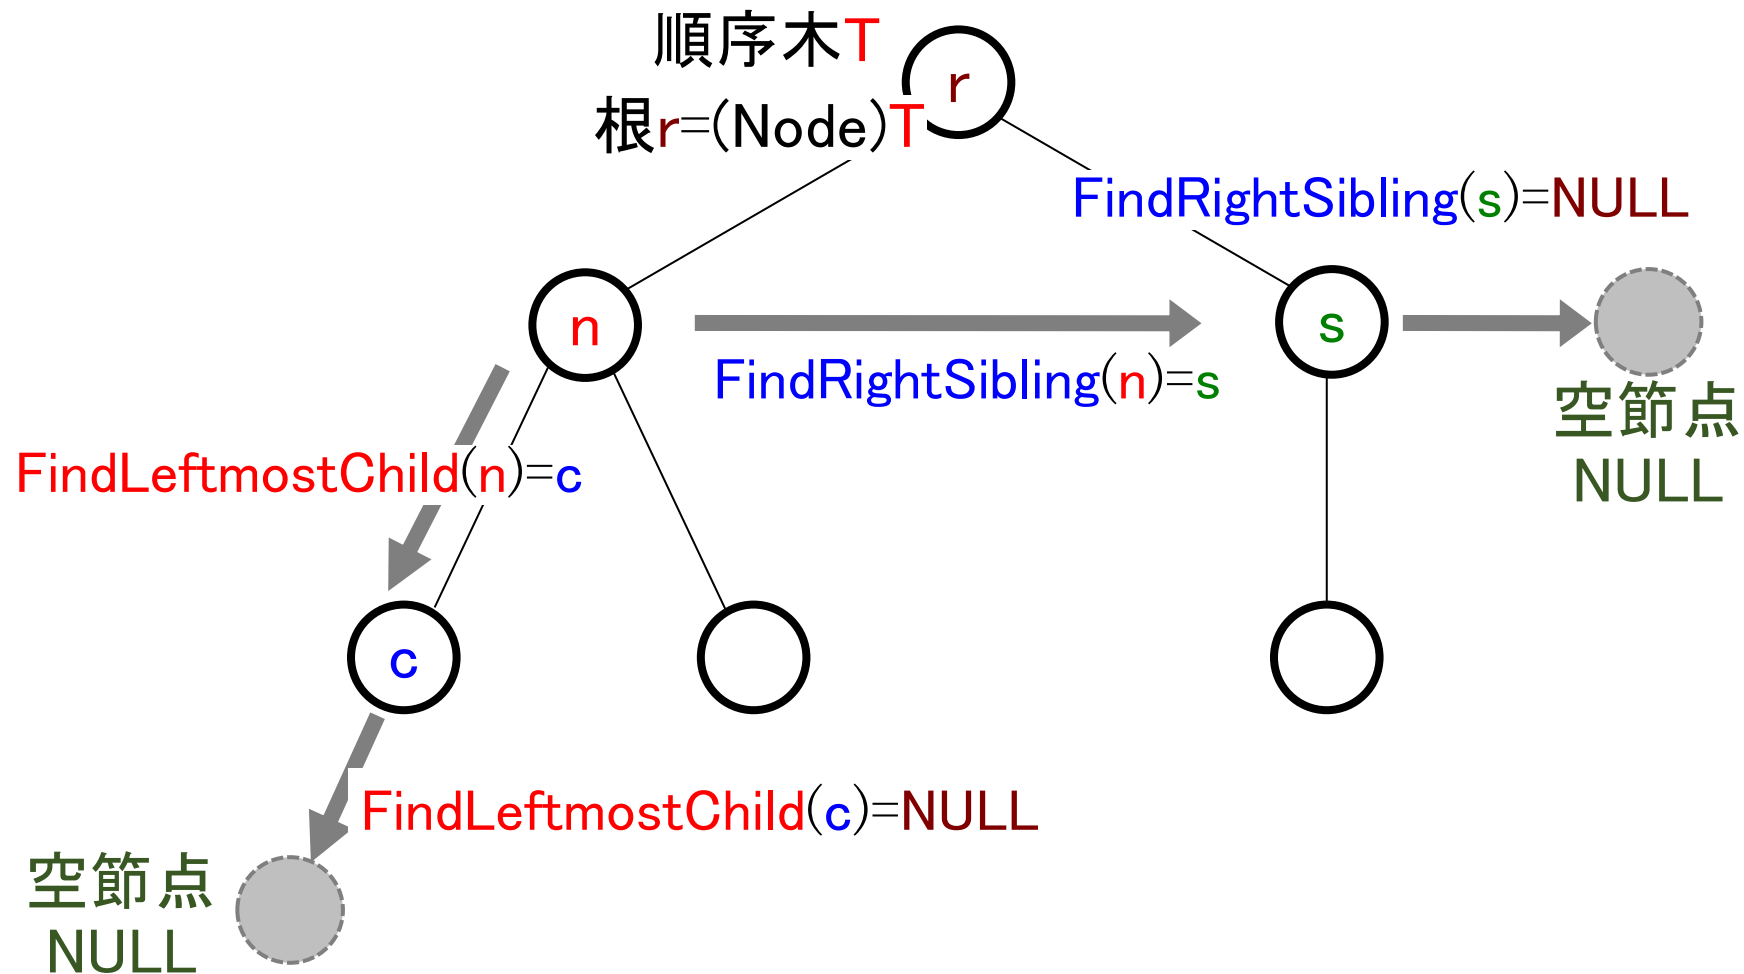 順序木T
r
根r=(Node)T
FindRightSibling(s)=NULL
n
s
FindRightSibling(n)=s
空節点
NULL
FindLeftmostChild(n)=c
c
FindLeftmostChild(c)=NULL
空節点
NULL